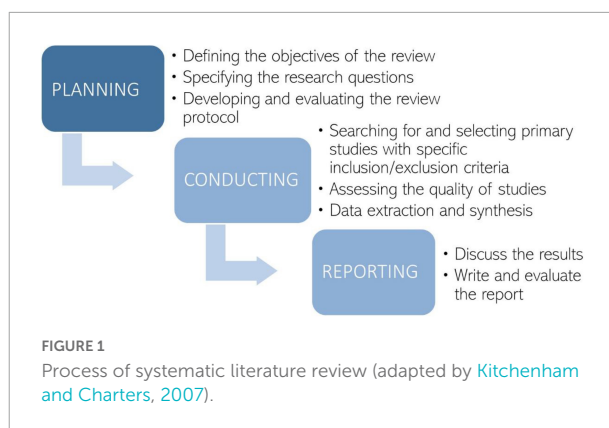 PLANNING
• Defining the objectives of the review
• Specifying the research questions
• Developing and evaluating the review
protocol
CONDUCTING
• Searching for and selecting primary
studies with specific
inclusion/exclusion criteria
• Assessing the quality of studies
• Data extraction and synthesis
REPORTING
• Discuss the results
• Write and evaluate
the report
FIGURE 1
Process of systematic literature review (adapted by Kitchenham
and Charters, 2007).